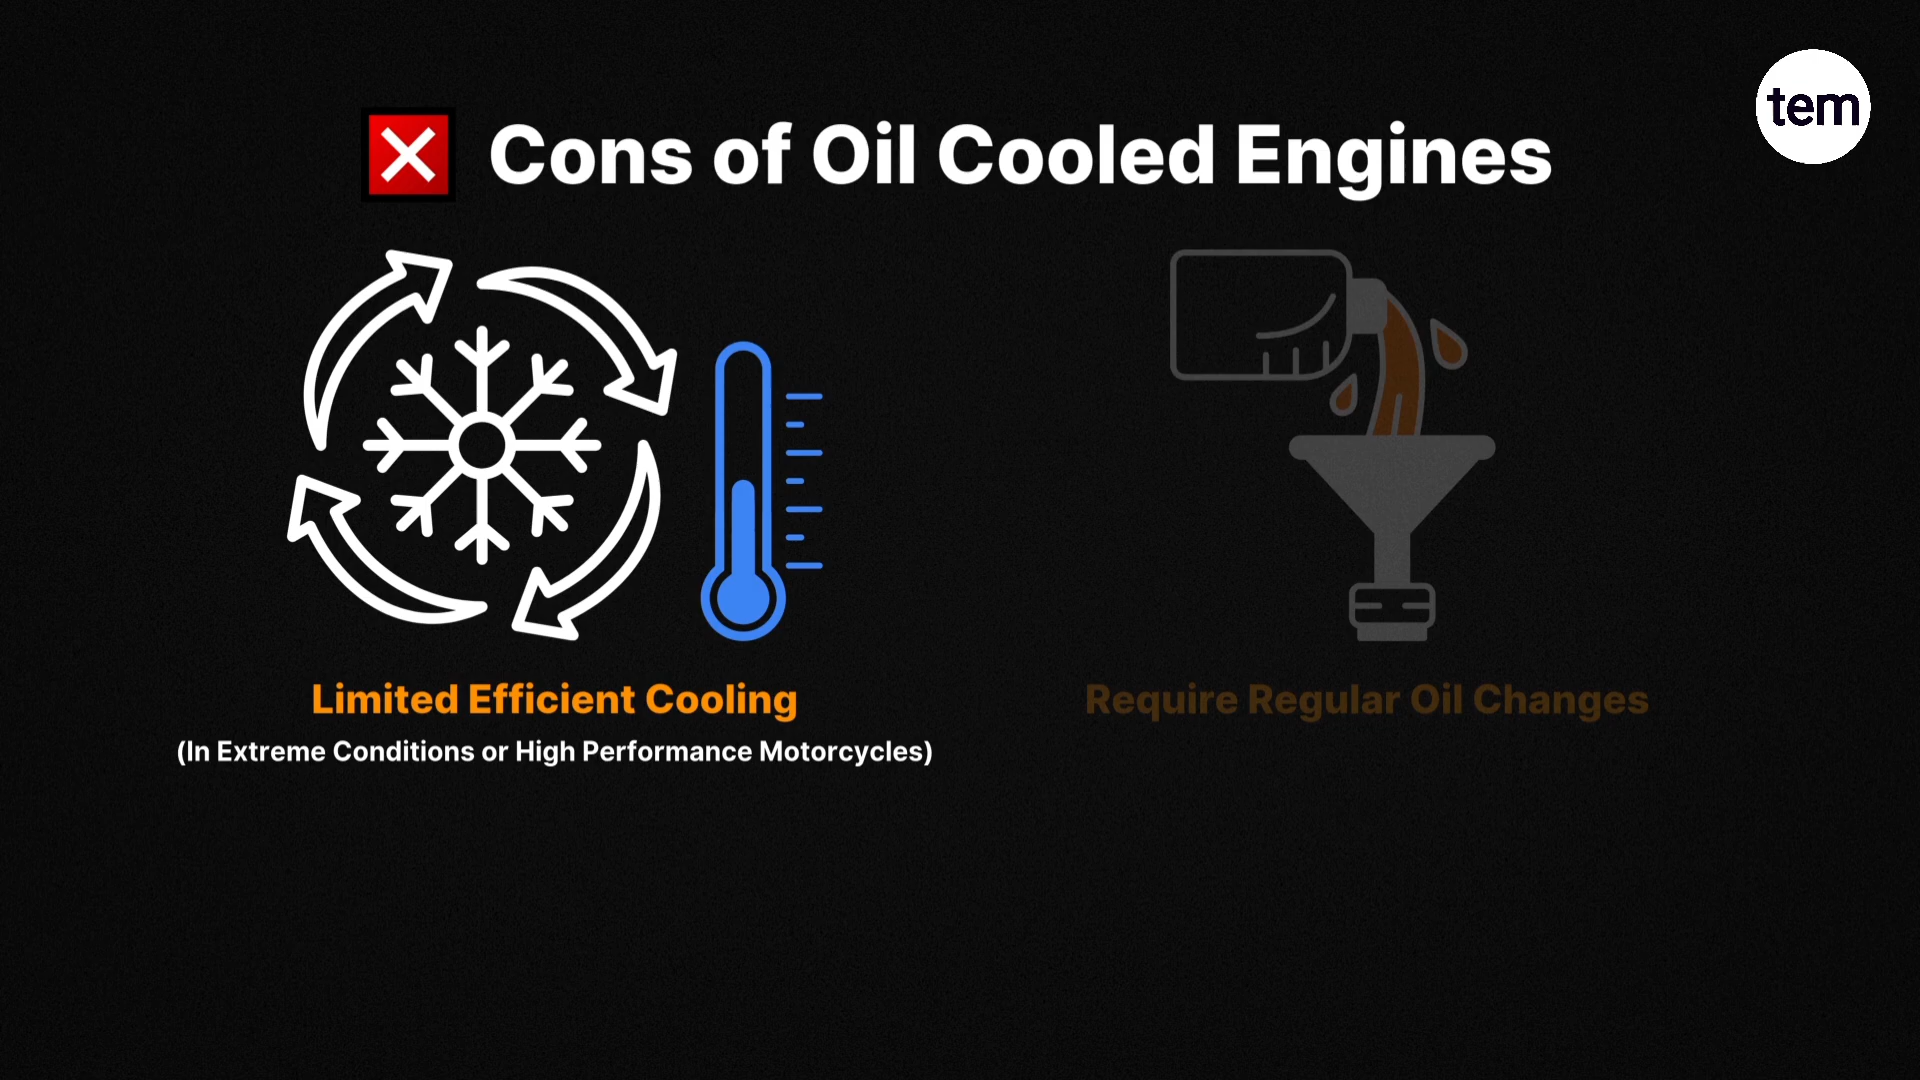 tem
Cons of Oil Cooled Engines
Limited Efficient Cooling
(In Extreme Conditions or High Performance Motorcycles)
Require Regular Oil Changes